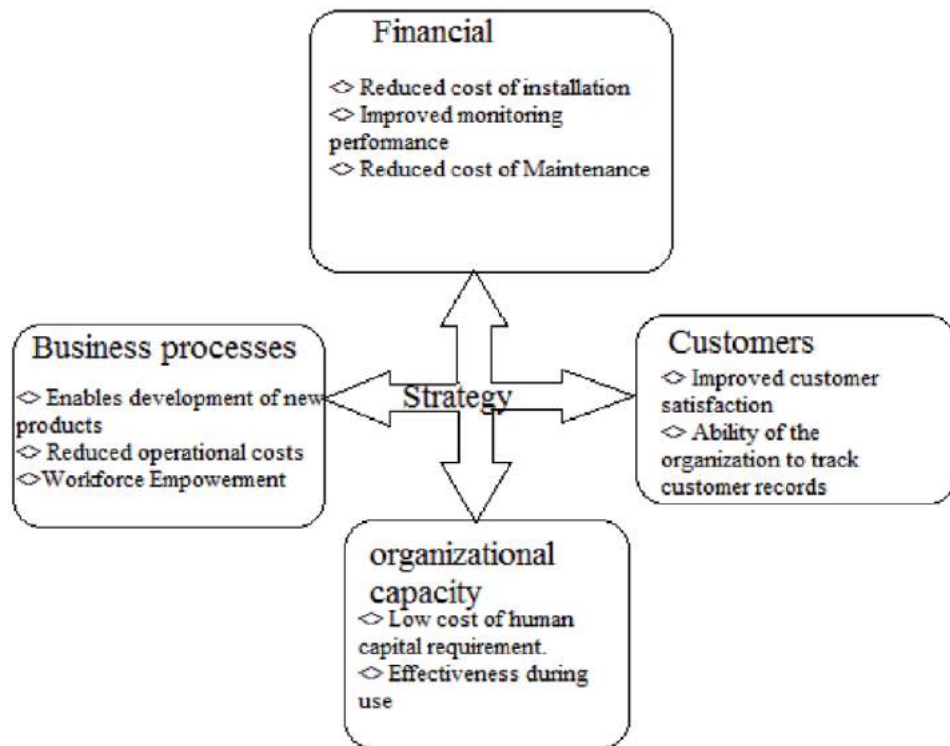 Financial
◇ Reduced cost of installation
◇ Improved monitoring
performance
◇ Reduced cost of Maintenance
Business processes
◇ Enables development of new
products
◇ Reduced operational costs
◇Workforce Empowerment
Strategy
Customers
◇ Improved customer
satisfaction
◇ Ability of the
organization to track
customer records
organizational
capacity
◇ Low cost of human
capital requirement.
◇ Effectiveness during
use